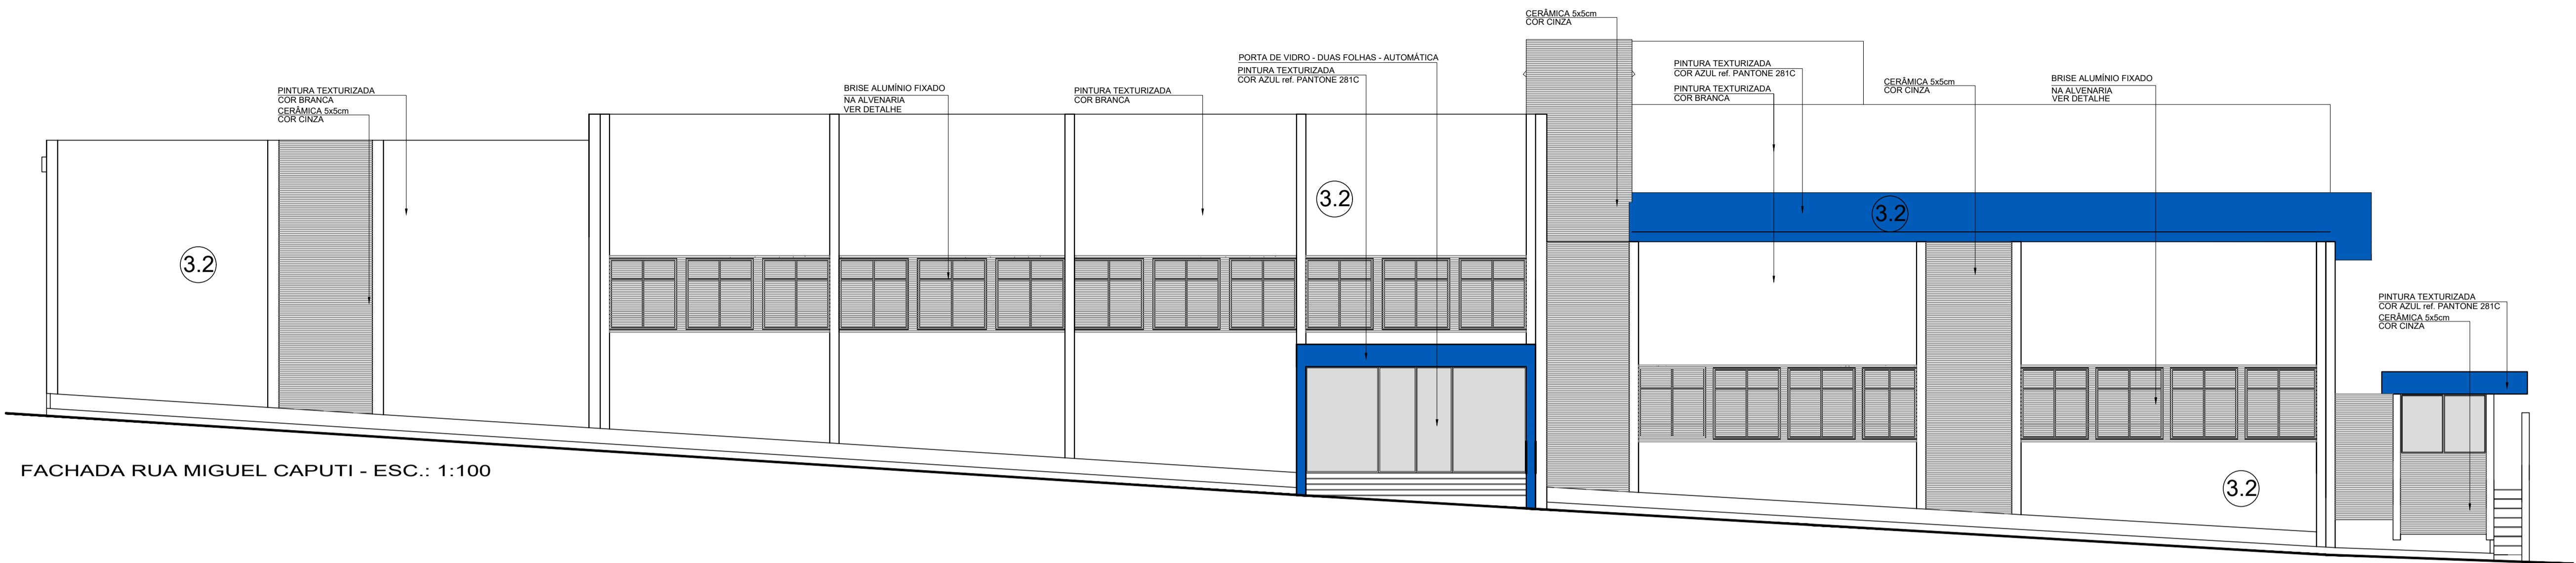 CERÂMICA 5x5cm
COR CINZA
PORTA DE VIDRO - DUAS FOLHAS - AUTOMÁTICA
PINTURA TEXTURIZADA
COR AZUL ref. PANTONE 281C
PINTURA TEXTURIZADA
COR AZUL ref. PANTONE 281C
PINTURA TEXTURIZADA
COR BRANCA
CERÂMICA 5x5cm
COR CINZA
BRISE ALUMÍNIO FIXADO
NA ALVENARIA
VER DETALHE
PINTURA TEXTURIZADA
COR BRANCA
CERÂMICA 5x5cm
COR CINZA
BRISE ALUMÍNIO FIXADO
NA ALVENARIA
VER DETALHE
PINTURA TEXTURIZADA
COR BRANCA
3.2
3.2
3.2
PINTURA TEXTURIZADA
COR AZUL ref. PANTONE 281C
CERÂMICA 5x5cm
COR CINZA
FACHADA RUA MIGUEL CAPUTI - ESC.: 1:100
3.2